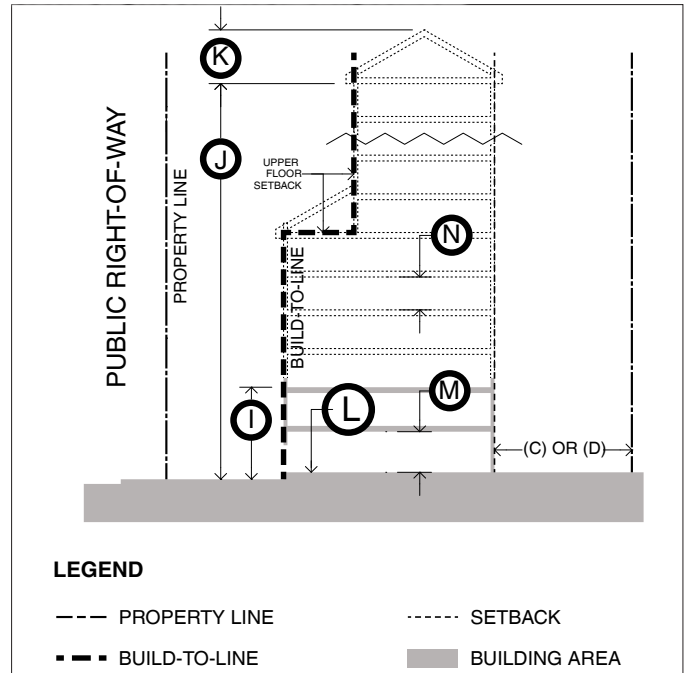 K
J
UPPER
FLOOR
SETBACK
PUBLIC RIGHT-OF-WAY
PROPERTY LINE
N
BUILD-TO-LINE
M
L
I
(C) OR (D)
LEGEND
PROPERTY LINE
SETBACK
BUILD-TO-LINE
BUILDING AREA